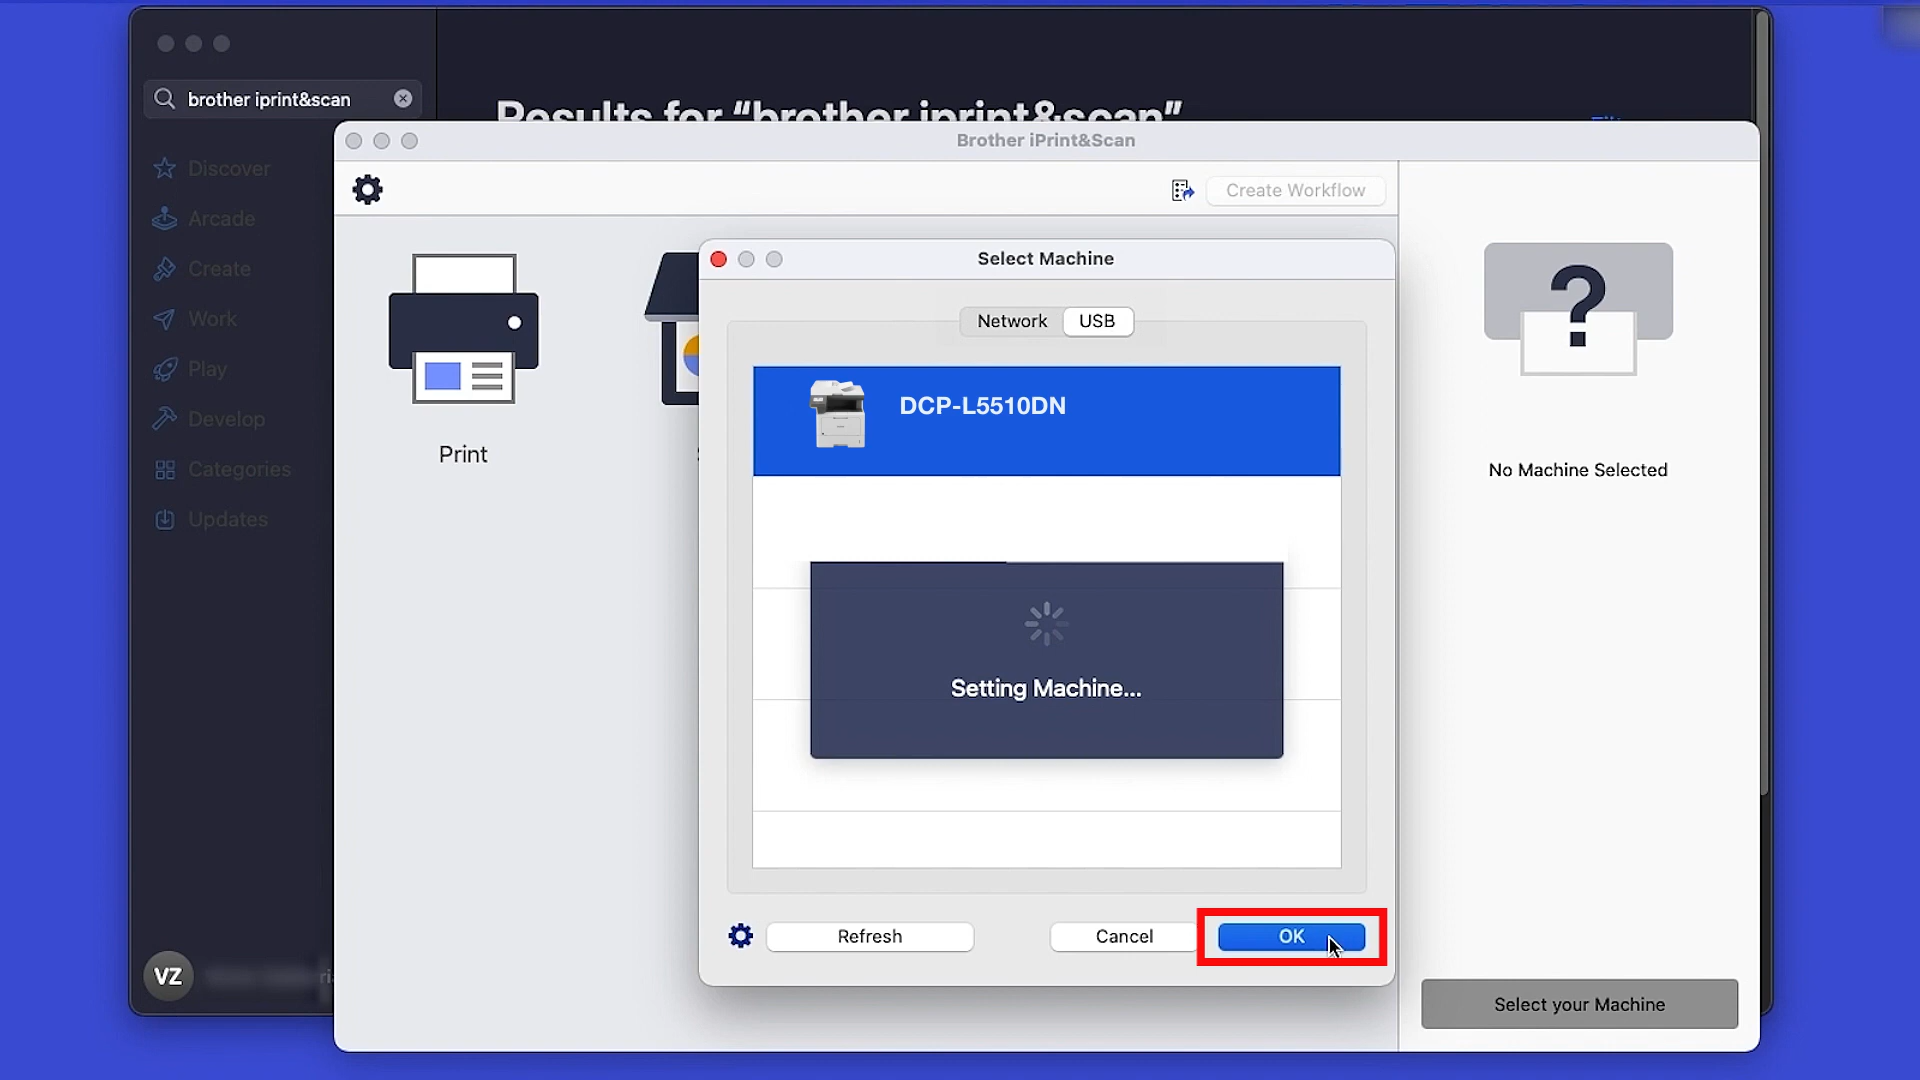 brother iprint&scan
Results for “brother iprint&scan”
Discover
Arcade
Create
Work
Play
Develop
Categories
Updates
VZ
Brother iPrint&Scan
Create Workflow
Print
Select Machine
Network
USB
DCP-L5510DN
Setting Machine...
Refresh
Cancel
OK
No Machine Selected
Select your Machine